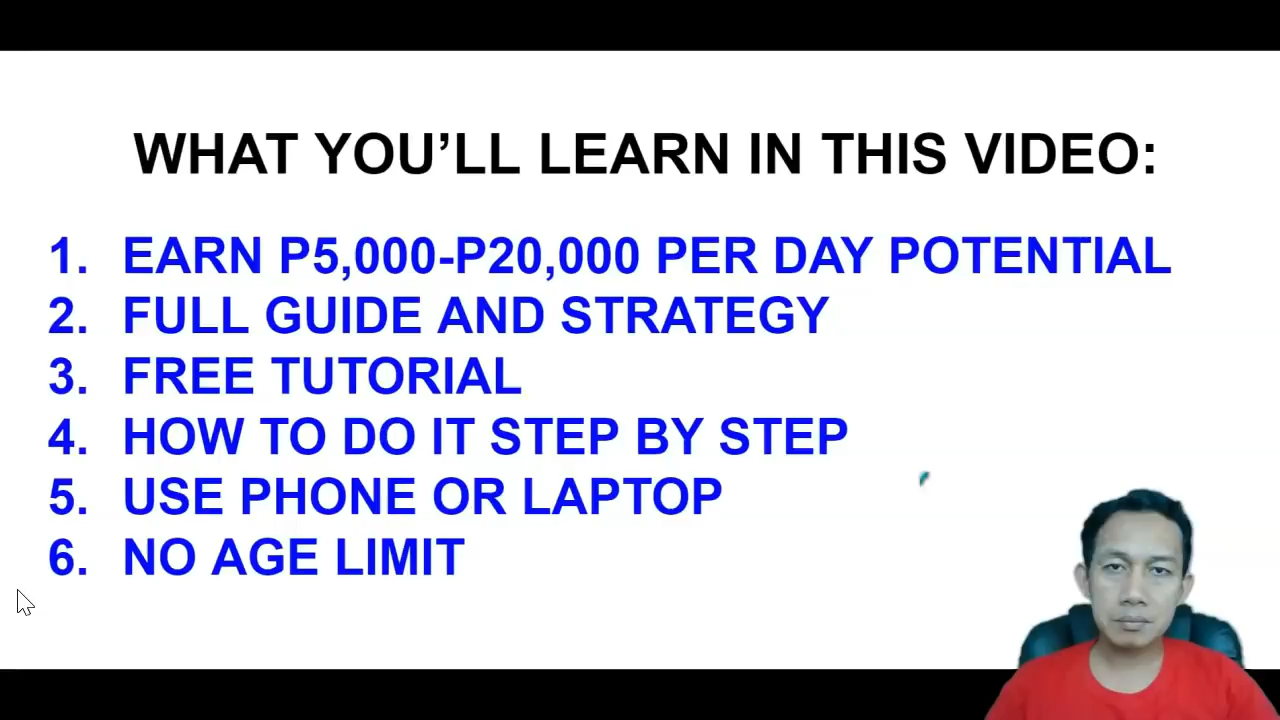 WHAT YOU’LL LEARN IN THIS VIDEO:
1. EARN P5,000-P20,000 PER DAY POTENTIAL
2. FULL GUIDE AND STRATEGY
3. FREE TUTORIAL
4. HOW TO DO IT STEP BY STEP
5. USE PHONE OR LAPTOP
6. NO AGE LIMIT